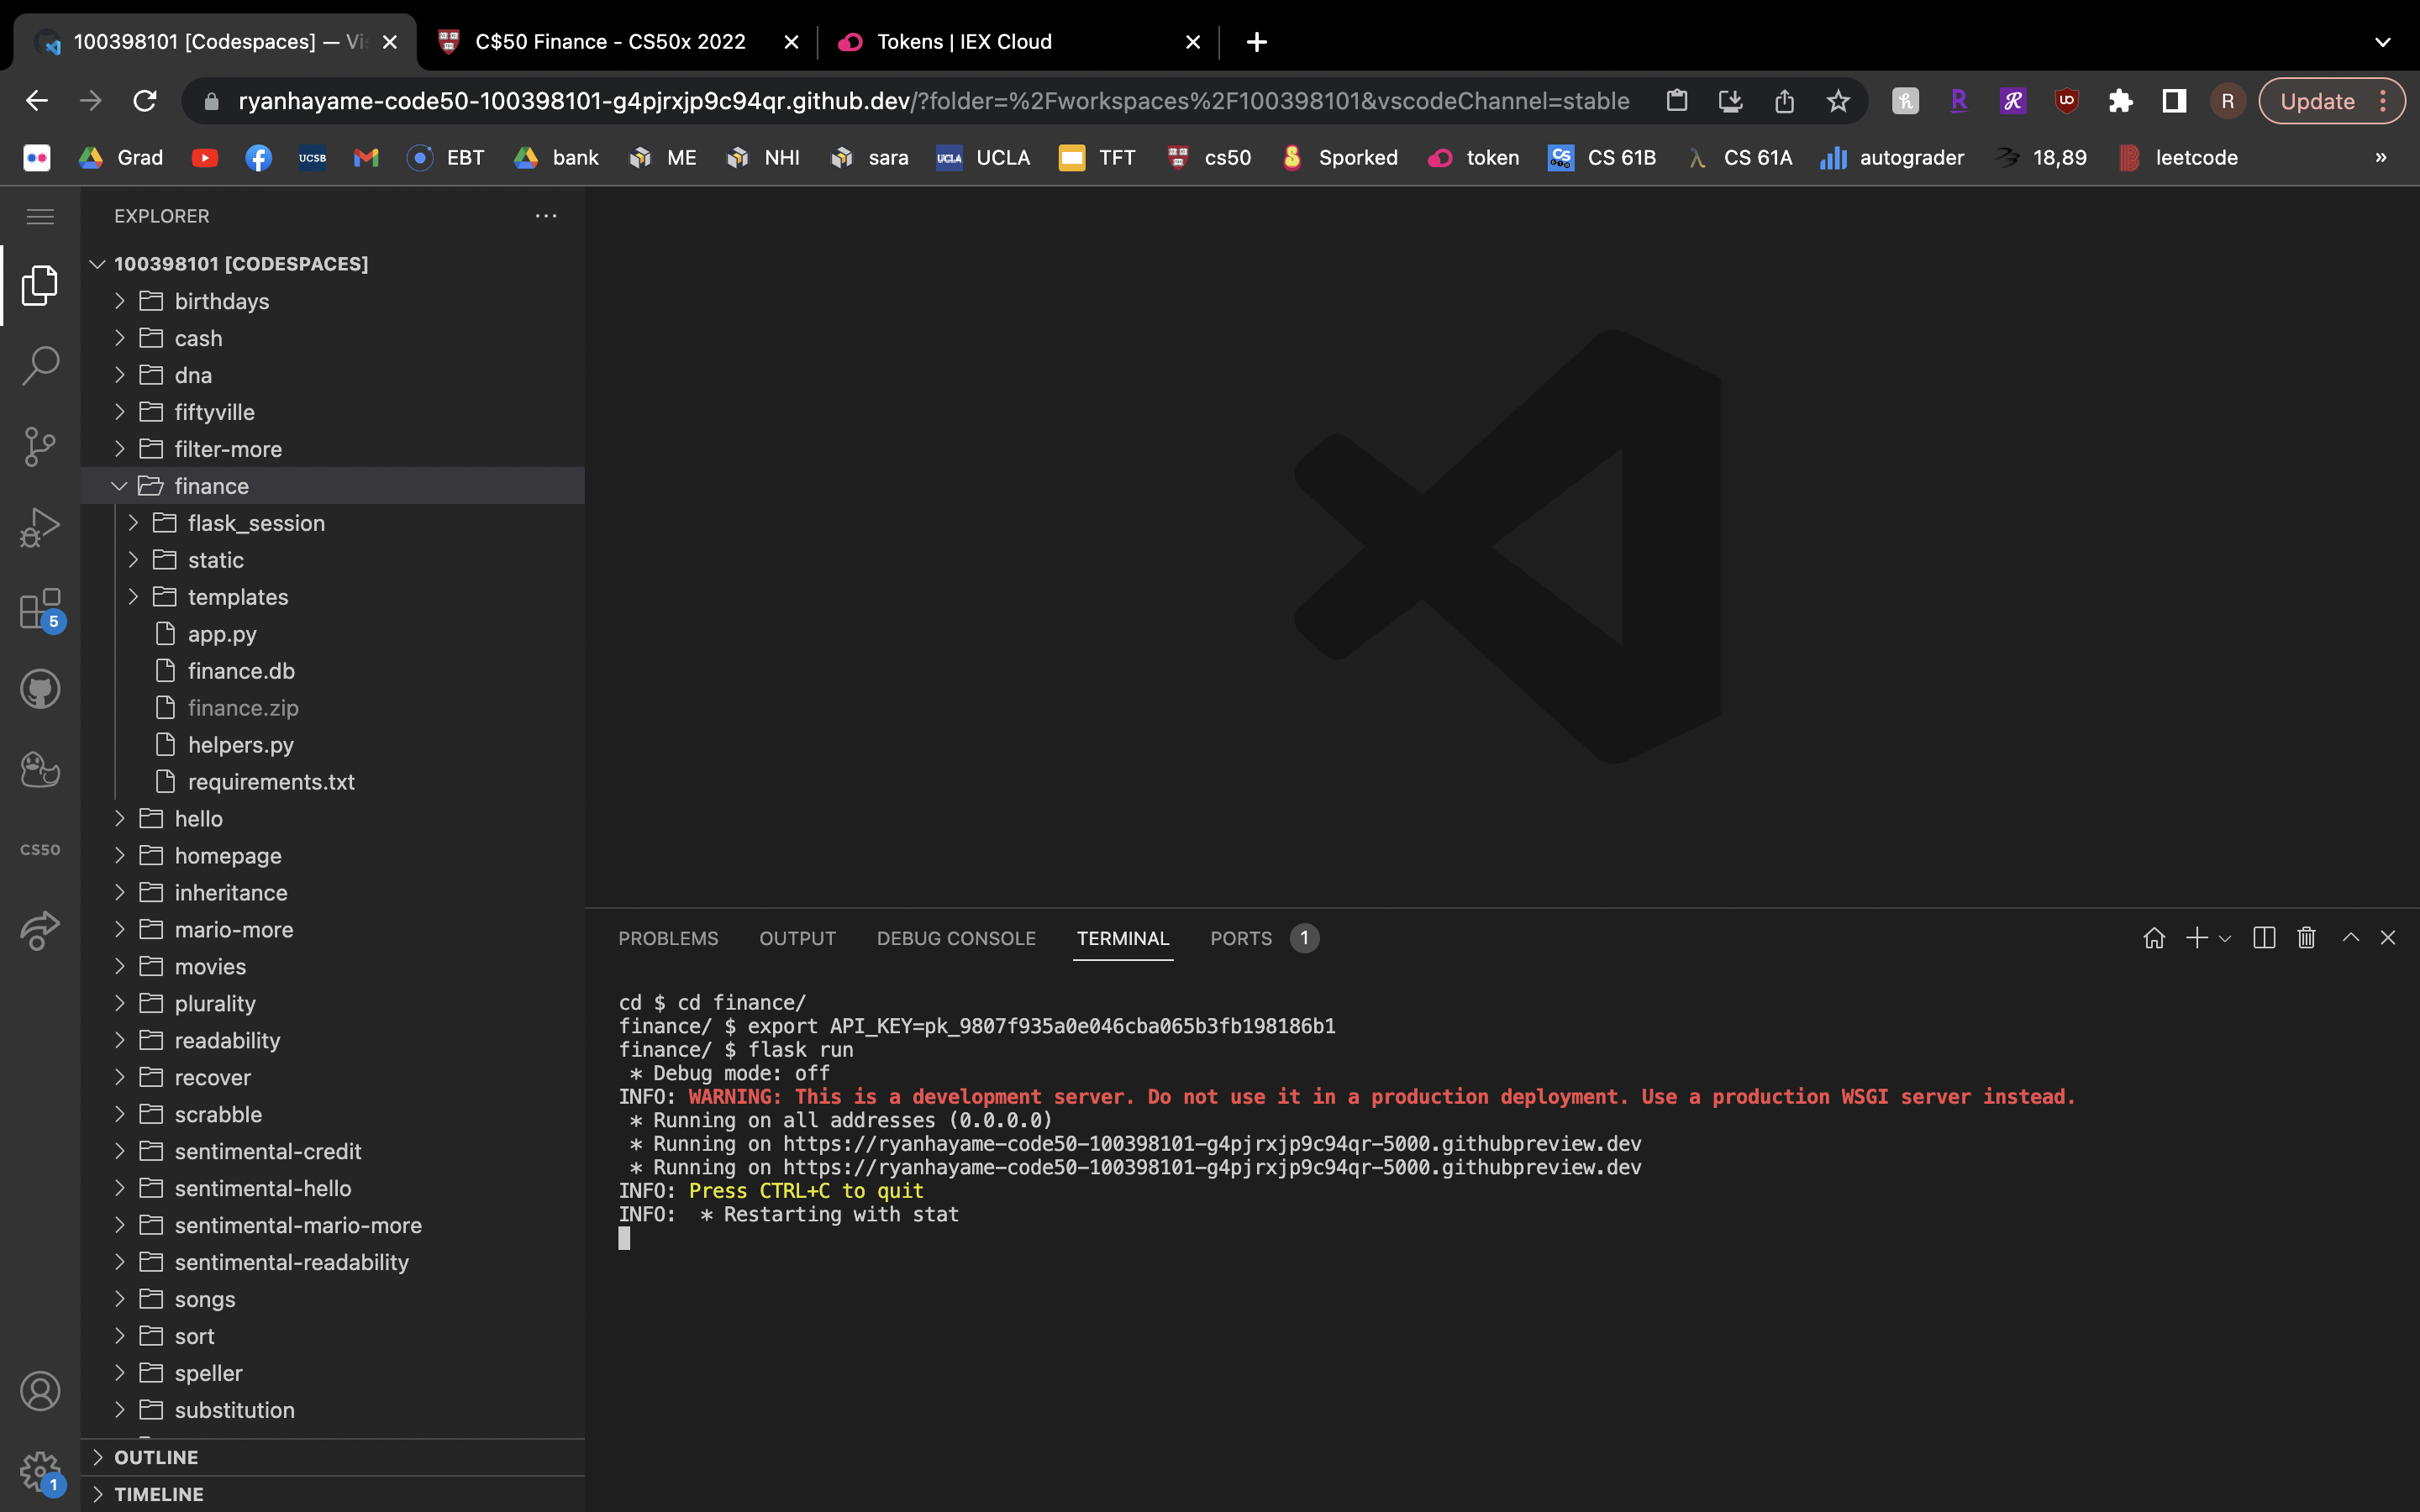 100398101 [Codespaces] — Vi
C$50 Finance - CS50x 2022
Tokens | IEX Cloud
ryanhayame-code50-100398101-g4pjrxjp9c94qr.github.dev/?folder=%2Fworkspaces%2F100398101&vscodeChannel=stable
R
Update
Grad
UCSB
EBT
bank
ME
NHI
sara
UCLA
UCLA
TFT
cs50
Sporked
token
CS 61B
CS 61A
autograder
18,89
leetcode
»
EXPLORER
100398101 [CODESPACES]
birthdays
cash
dna
fiftyville
filter-more
finance
flask_session
static
templates
app.py
finance.db
finance.zip
helpers.py
requirements.txt
hello
homepage
inheritance
mario-more
movies
plurality
readability
recover
scrabble
sentimental-credit
sentimental-hello
sentimental-mario-more
sentimental-readability
songs
sort
speller
substitution
OUTLINE
TIMELINE
5
CS50
1
PROBLEMS OUTPUT DEBUG CONSOLE TERMINAL PORTS 1
cd $ cd finance/
finance/ $ export API_KEY=pk_9807f935a0e046cba065b3fb198186b1
finance/ $ flask run
* Debug mode: off
INFO: WARNING: This is a development server. Do not use it in a production deployment. Use a production WSGI server instead.
* Running on all addresses (0.0.0.0)
* Running on https://ryanhayame-code50-100398101-g4pjrxjp9c94qr-5000.githubpreview.dev
* Running on https://ryanhayame-code50-100398101-g4pjrxjp9c94qr-5000.githubpreview.dev
INFO: Press CTRL+C to quit
INFO:  * Restarting with stat